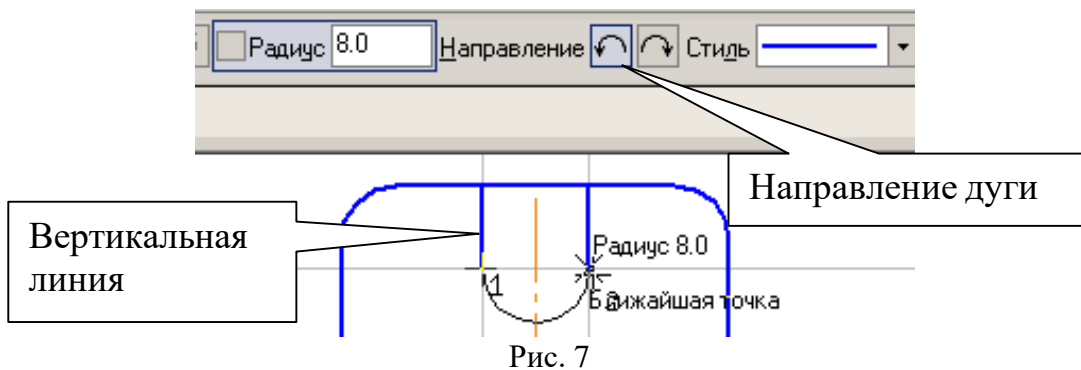 Радиус 8.0 Направление Стиль
Направление дуги
Вертикальная
линия
Радиус 8.0
1
Ближайшая точка
Рис. 7